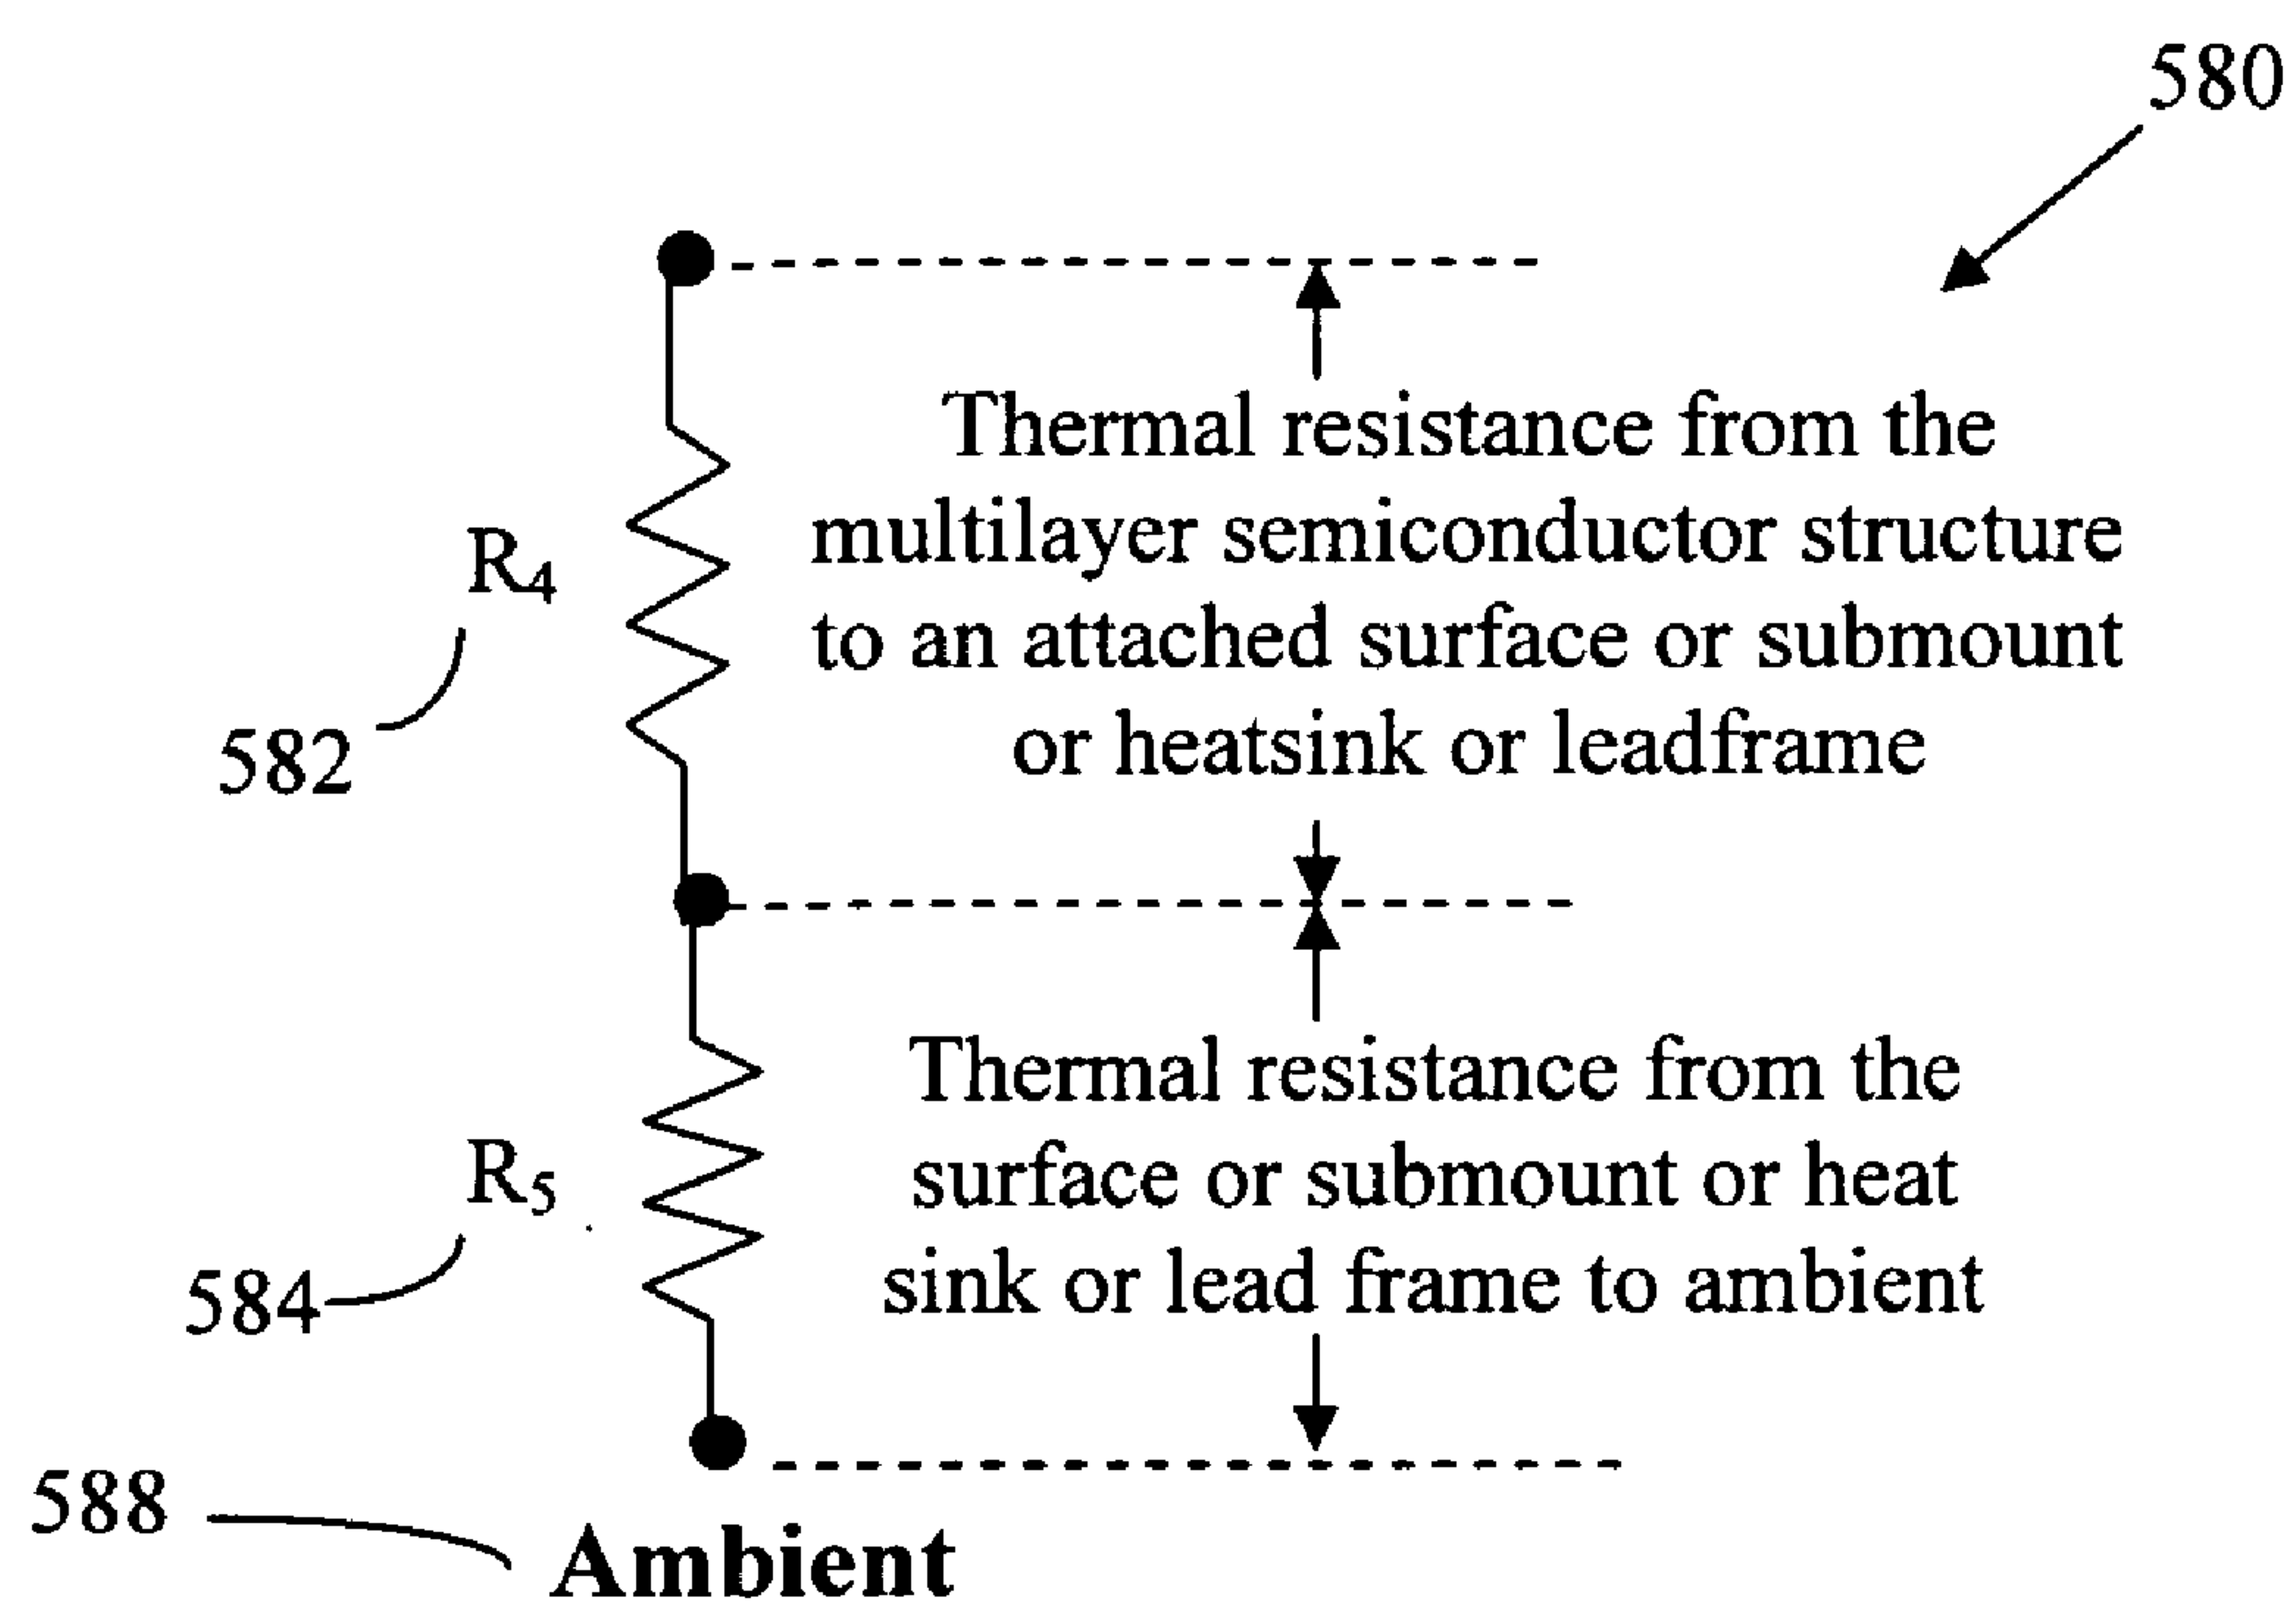 580
Thermal resistance from the
multilayer semiconductor structure
to an attached surface or submount
or heatsink or leadframe
R4
582
Thermal resistance from the
surface or submount or heat
sink or lead frame to ambient
R5
584
588
Ambient